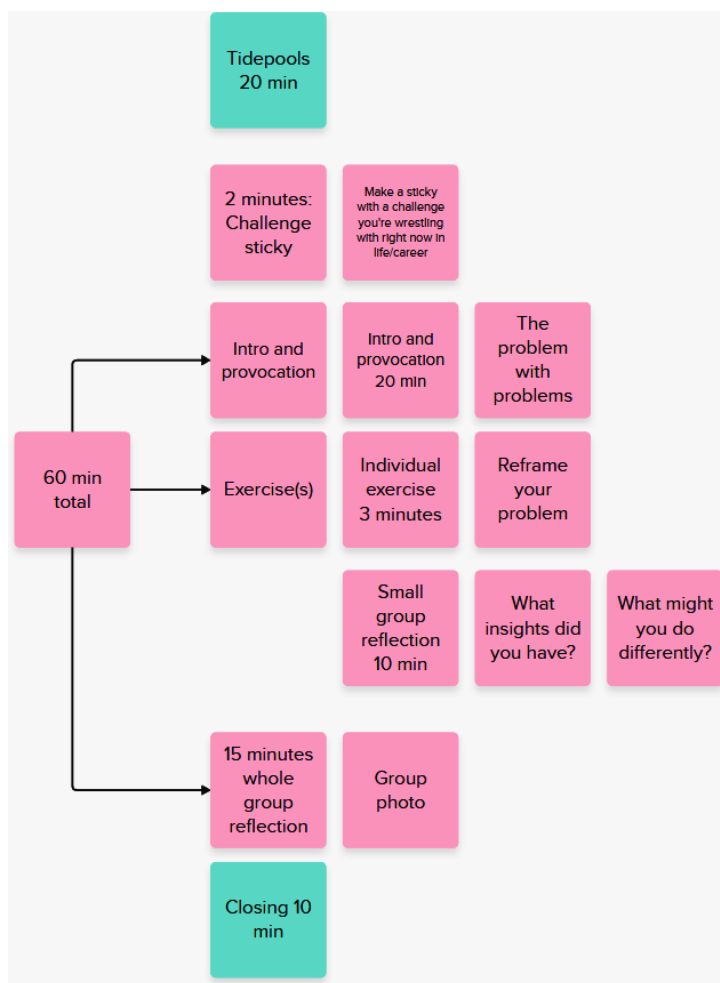 Tidepools
20 min
2 minutes:
Challenge
sticky
Make a sticky
with a challenge
you're wrestling
with right now in
life/career
Intro and
provocation
Intro and
provocation
20 min
The
problem
with
problems
60 min
total
Exercise(s)
Individual
exercise
3 minutes
Reframe
your
problem
Small
group
reflection
10 min
What
insights did
you have?
What might
you do
differently?
15 minutes
whole
group
reflection
Group
photo
Closing 10
min